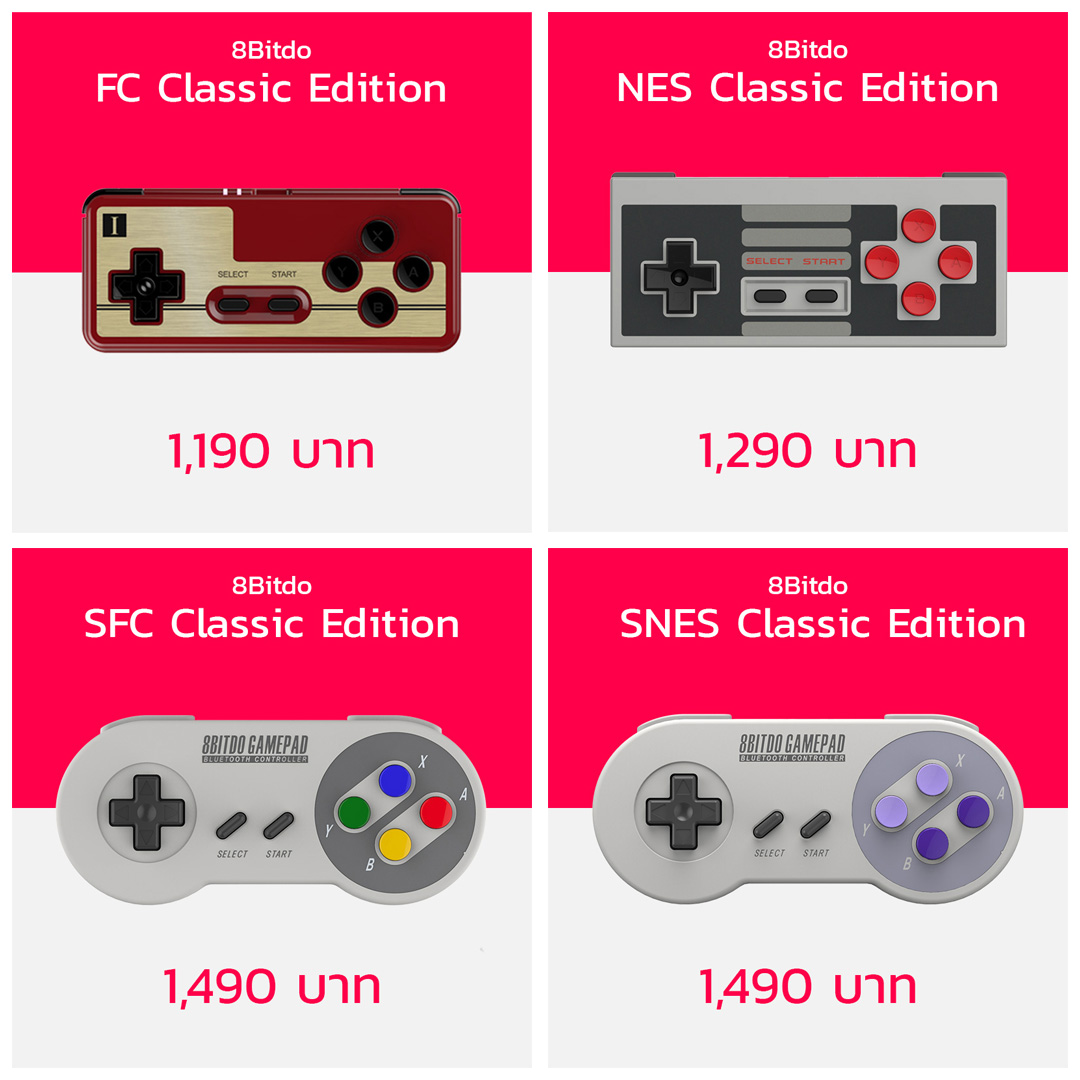 8Bitdo
FC Classic Edition
I
SELECT START
X
Y A
B
1,190 บาท
8Bitdo
NES Classic Edition
SELECT START
X
Y A
B
1,290 บาท
8Bitdo
SFC Classic Edition
8BITDO GAMEPAD
BLUETOOTH CONTROLLER
X
A
Y
B
SELECT START
1,490 บาท
8Bitdo
SNES Classic Edition
8BITDO GAMEPAD
BLUETOOTH CONTROLLER
X
A
Y
B
SELECT START
1,490 บาท